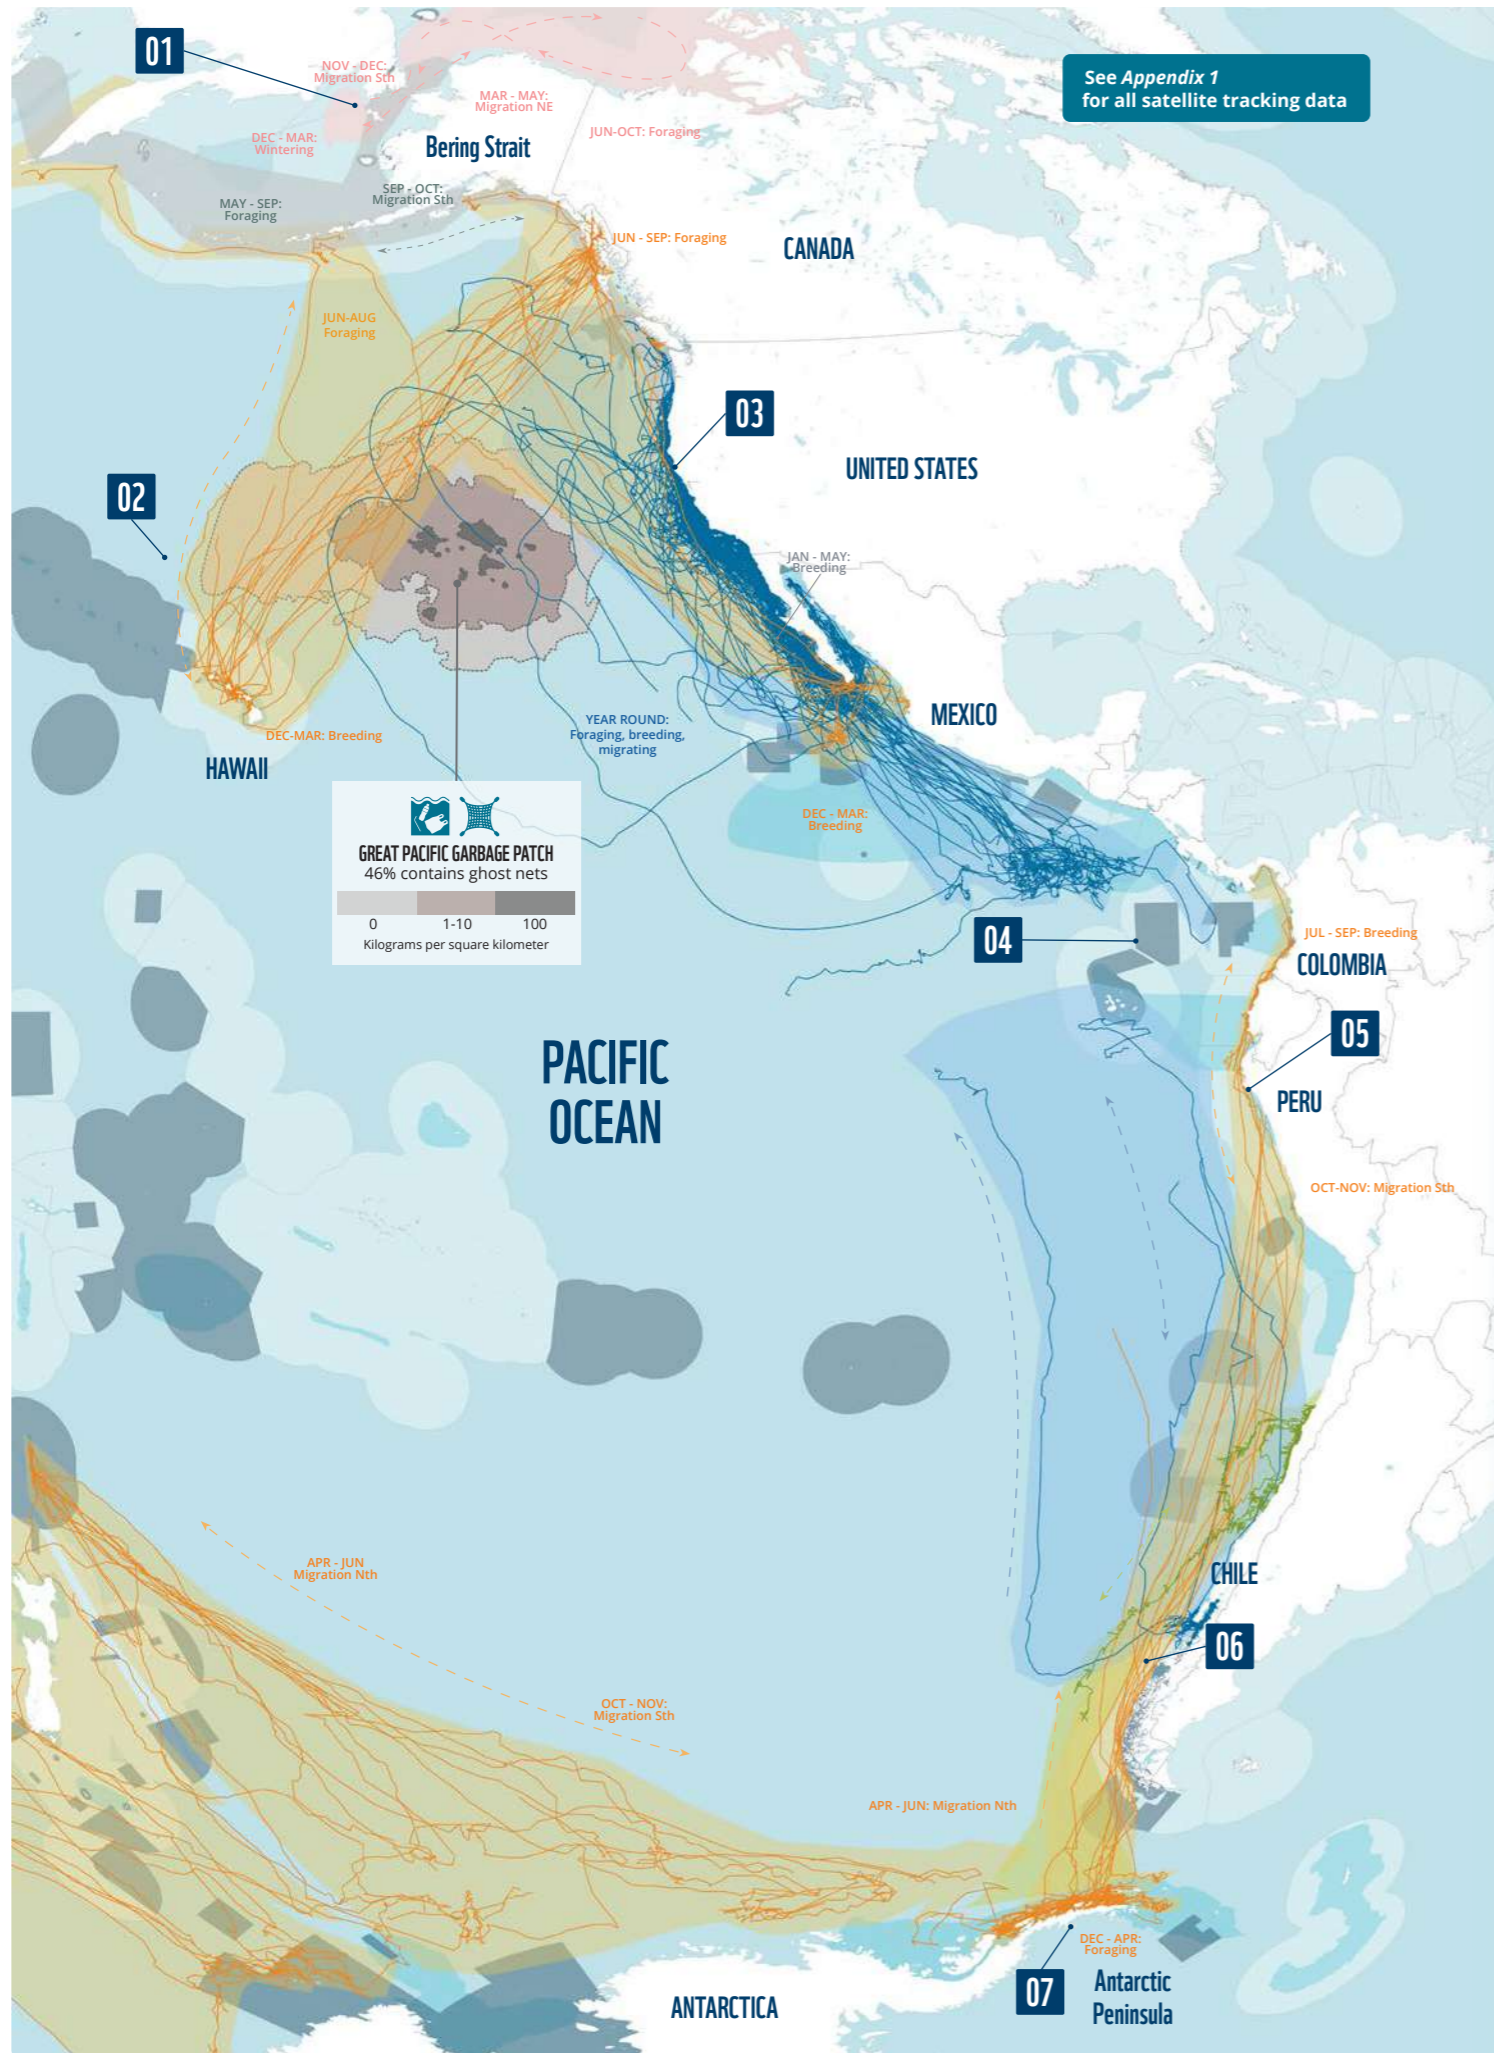 01
See Appendix 1
for all satellite tracking data
NOV - DEC:
Migration Sth
MAR - MAY:
Migration NE
DEC - MAR:
Wintering
Bering Strait
JUN-OCT: Foraging
SEP - OCT:
Migration Sth
MAY - SEP:
Foraging
JUN - SEP: Foraging
CANADA
JUN-AUG
Foraging
03
UNITED STATES
02
JAN - MAY:
Breeding
YEAR ROUND:
Foraging, breeding,
migrating
MEXICO
DEC-MAR: Breeding
HAWAII
DEC - MAR:
Breeding
GREAT PACIFIC GARBAGE PATCH
46% contains ghost nets
0
1-10
100
Kilograms per square kilometer
04
JUL - SEP: Breeding
COLOMBIA
05
PACIFIC
OCEAN
PERU
OCT-NOV: Migration Sth
APR - JUN
Migration Nth
CHILE
06
OCT - NOV:
Migration Sth
APR - JUN: Migration Nth
DEC - APR:
Foraging
07
Antarctic
Peninsula
ANTARCTICA